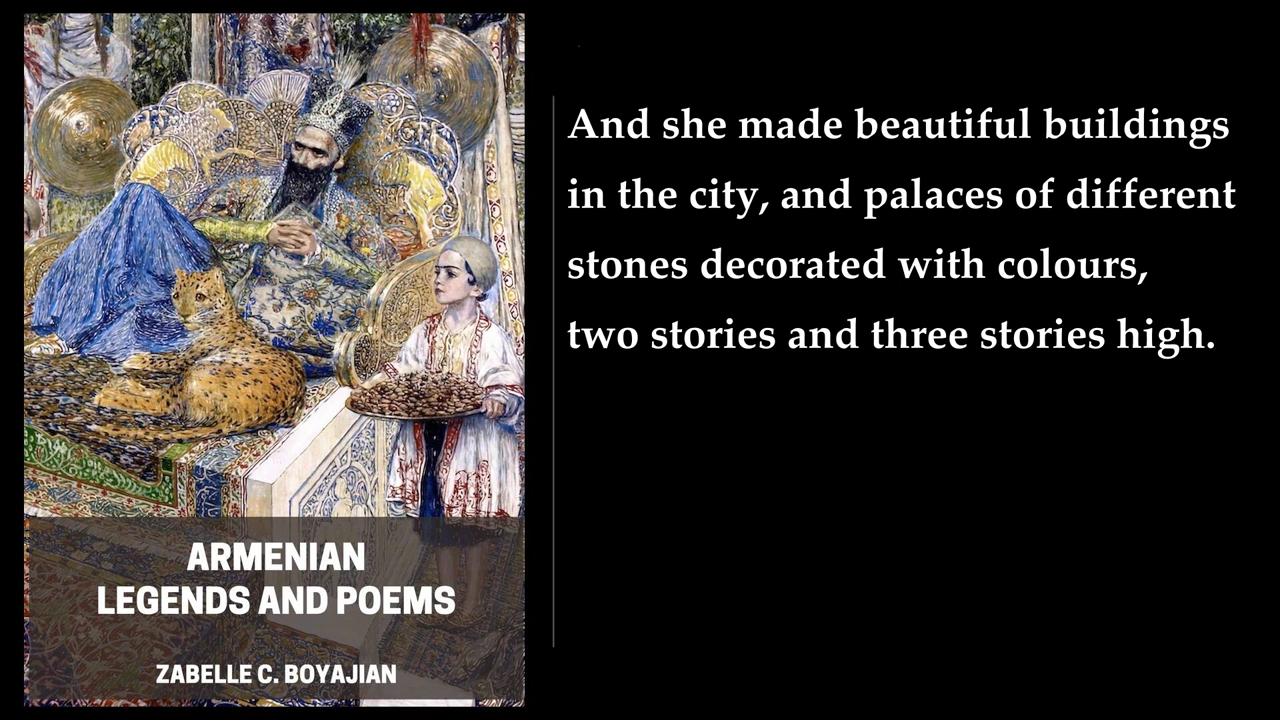 And she made beautiful buildings
in the city, and palaces of different
stones decorated with colours,
two stories and three stories high.
ARMENIAN
LEGENDS AND POEMS
ZABELLE C. BOYAJIAN